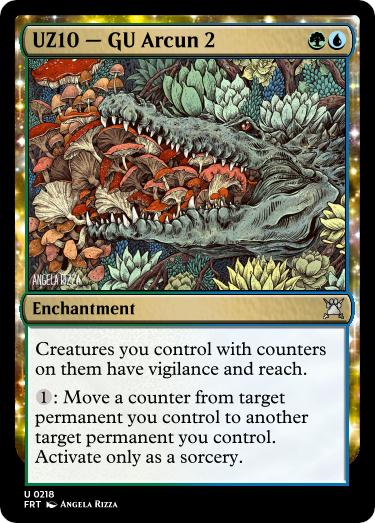 UZ10 — GU Arcun 2
ANGELA RIZZA
Enchantment
Creatures you control with counters
on them have vigilance and reach.
1: Move a counter from target
permanent you control to another
target permanent you control.
Activate only as a sorcery.
U 0218
FRT ANGELA RIZZA